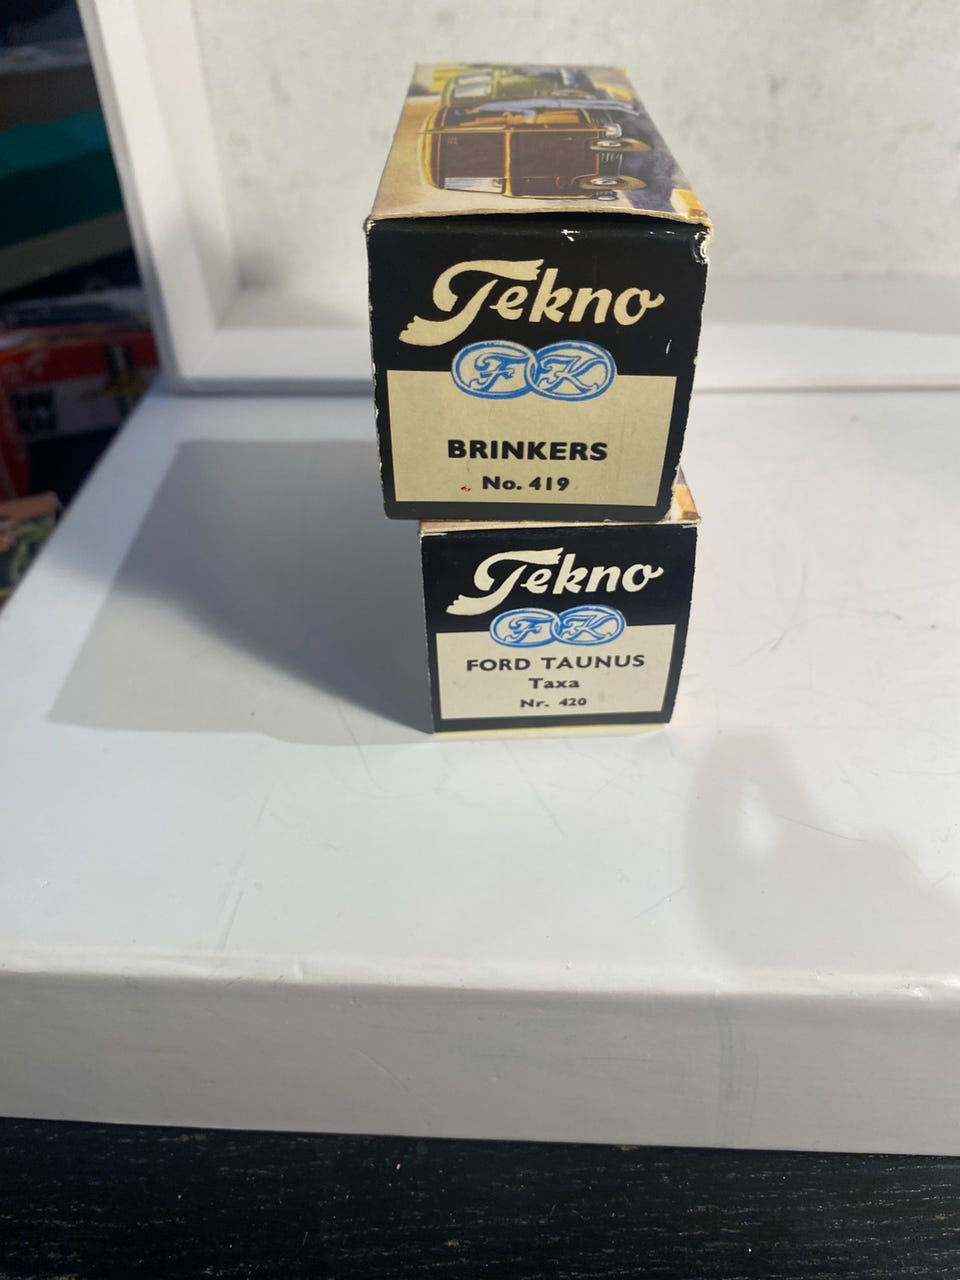 Tekno
FK
BRINKERS
No. 419
Tekno
FK
FORD TAUNUS
Taxa
Nr. 420